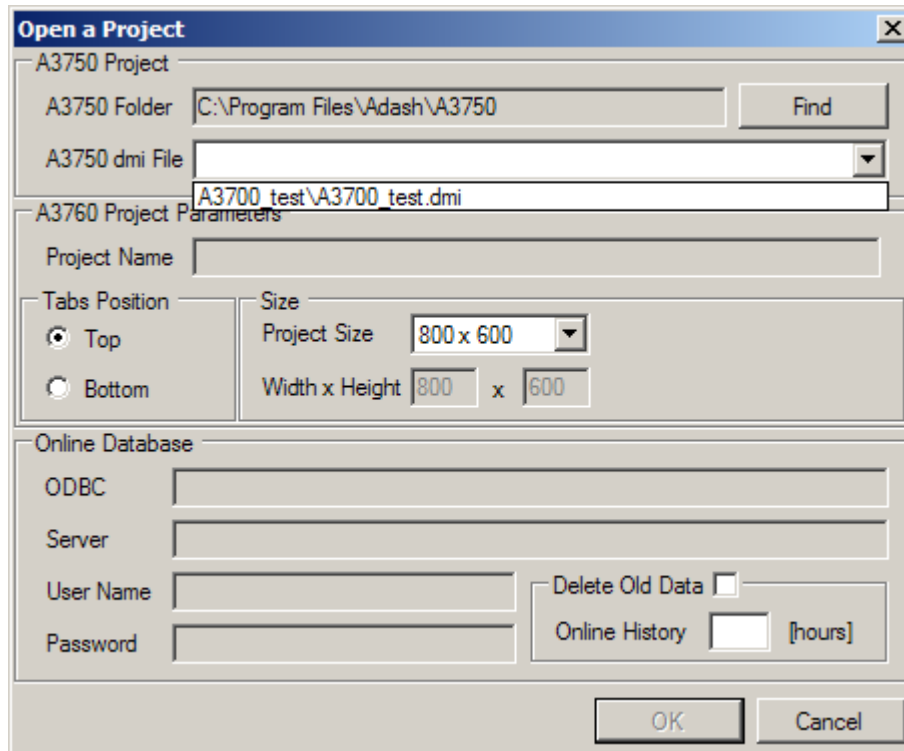 Open a Project
A3750 Project
A3750 Folder C:\Program Files\Adash\A3750 Find
A3750 dmi File
A3700_test\A3700_test.dmi
A3760 Project Parameters
Project Name
Tabs Position Size
Top Project Size 800 x 600
Bottom Width x Height 800 x 600
Online Database
ODBC
Server
User Name Delete Old Data
Password Online History [hours]
OK Cancel